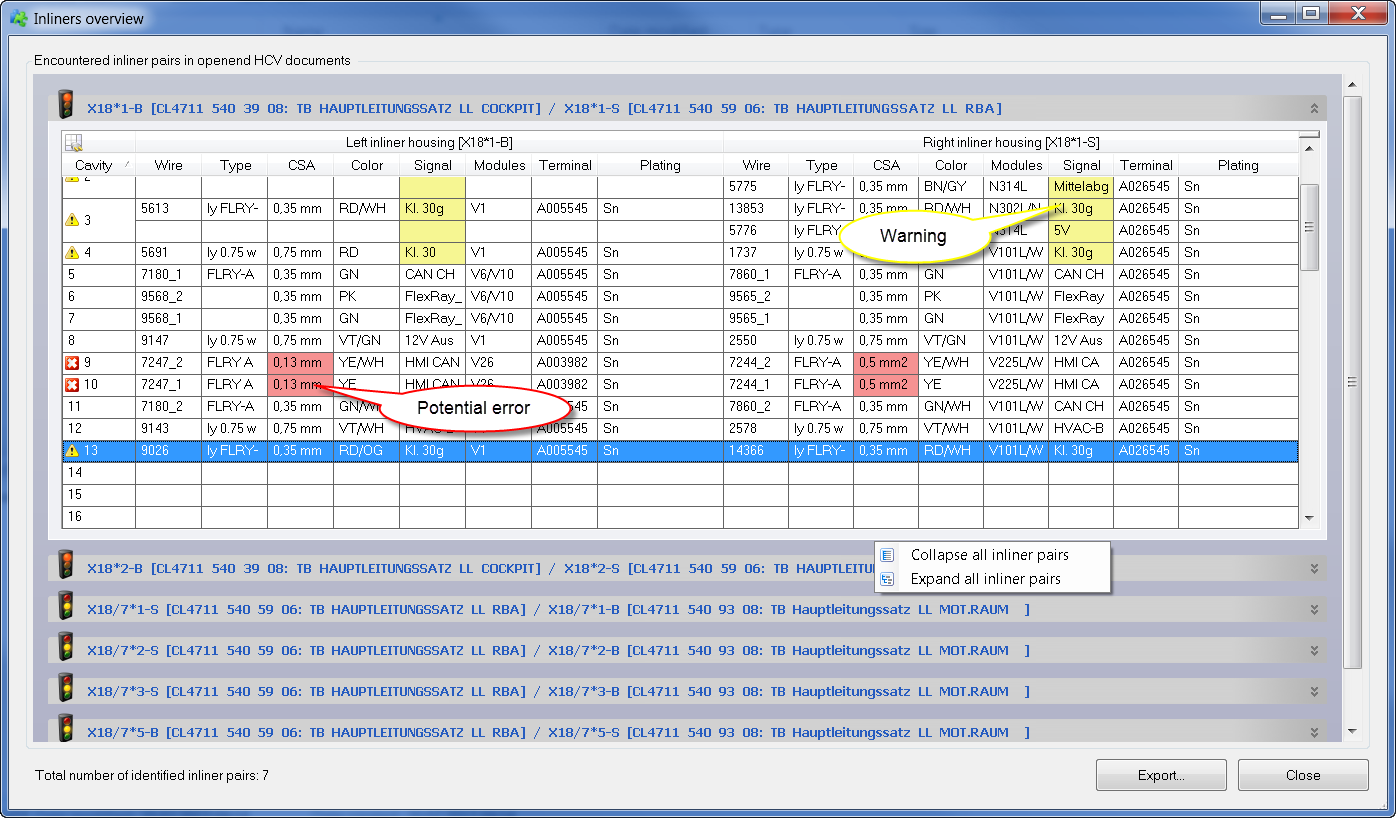 Inliners overview
Encountered inliner pairs in openend HCV documents
X18*1-B [CL4711 540 39 08: TB HAUPTLEITUNGSSATZ LL COCKPIT] / X18*1-S [CL4711 540 59 06: TB HAUPTLEITUNGSSATZ LL RBA]
Left inliner housing [X18*1-B] Right inliner housing [X18*1-S]
Cavity Wire Type CSA Color Signal Modules Terminal Plating Wire Type CSA Color Modules Signal Terminal Plating
2 5775 ly FLRY- 0,35 mm BN/GY N314L Mittelabg A026545 Sn
3 5613 ly FLRY- 0,35 mm RD/WH Kl. 30g V1 A005545 Sn 13853 ly FLRY- 0,35 mm RD/WH N302L/N Kl. 30g A026545 Sn
5776 ly FLRY- N314L 5V A026545 Sn
Warning
4 5691 ly 0.75 w 0,75 mm RD Kl. 30 V1 A005545 Sn 1737 ly 0.75 w V101L/W Kl. 30g A026545 Sn
5 7180_1 FLRY-A 0,35 mm GN CAN CH V6/V10 A005545 Sn 7860_1 FLRY-A 0,35 mm GN V101L/W CAN CH A026545 Sn
6 9568_2 0,35 mm PK FlexRay_ V6/V10 A005545 Sn 9565_2 0,35 mm PK V101L/W FlexRay A026545 Sn
7 9568_1 0,35 mm GN FlexRay_ V6/V10 A005545 Sn 9565_1 0,35 mm GN V101L/W FlexRay A026545 Sn
8 9147 ly 0.75 w 0,75 mm VT/GN 12V Aus V1 A005545 Sn 2550 ly 0.75 w 0,75 mm VT/GN V101L/W 12V Aus A026545 Sn
9 7247_2 FLRY A 0,13 mm YE/WH HMI CAN V26 A003982 Sn 7244_2 FLRY-A 0,5 mm2 YE/WH V225L/W HMI CA A026545 Sn
10 7247_1 FLRY A 0,13 mm YE HMI CAN V26 A003982 Sn 7244_1 FLRY-A 0,5 mm2 YE V225L/W HMI CA A026545 Sn
11 7180_2 FLRY-A 0,35 mm GN/WH A005545 Sn 7860_2 FLRY-A 0,35 mm GN/WH V101L/W CAN CH A026545 Sn
Potential error
12 9143 ly 0.75 w 0,75 mm VT/WH HVAC-B V1 A005545 Sn 2578 ly 0.75 w 0,75 mm VT/WH V101L/W HVAC-B A026545 Sn
13 9026 ly FLRY- 0,35 mm RD/OG Kl. 30g V1 A005545 Sn 14366 ly FLRY- 0,35 mm RD/WH V101L/W Kl. 30g A026545 Sn
14
15
16
Collapse all inliner pairs
Expand all inliner pairs
X18*2-B [CL4711 540 39 08: TB HAUPTLEITUNGSSATZ LL COCKPIT] / X18*2-S [CL4711 540 59 06: TB HAUPTLEITU
X18/7*1-S [CL4711 540 59 06: TB HAUPTLEITUNGSSATZ LL RBA] / X18/7*1-B [CL4711 540 93 08: TB Hauptleitungssatz LL MOT.RAUM ]
X18/7*2-S [CL4711 540 59 06: TB HAUPTLEITUNGSSATZ LL RBA] / X18/7*2-B [CL4711 540 93 08: TB Hauptleitungssatz LL MOT.RAUM ]
X18/7*3-S [CL4711 540 59 06: TB HAUPTLEITUNGSSATZ LL RBA] / X18/7*3-B [CL4711 540 93 08: TB Hauptleitungssatz LL MOT.RAUM ]
X18/7*5-B [CL4711 540 59 06: TB HAUPTLEITUNGSSATZ LL RBA] / X18/7*5-S [CL4711 540 93 08: TB Hauptleitungssatz LL MOT.RAUM ]
Total number of identified inliner pairs: 7
Export...
Close